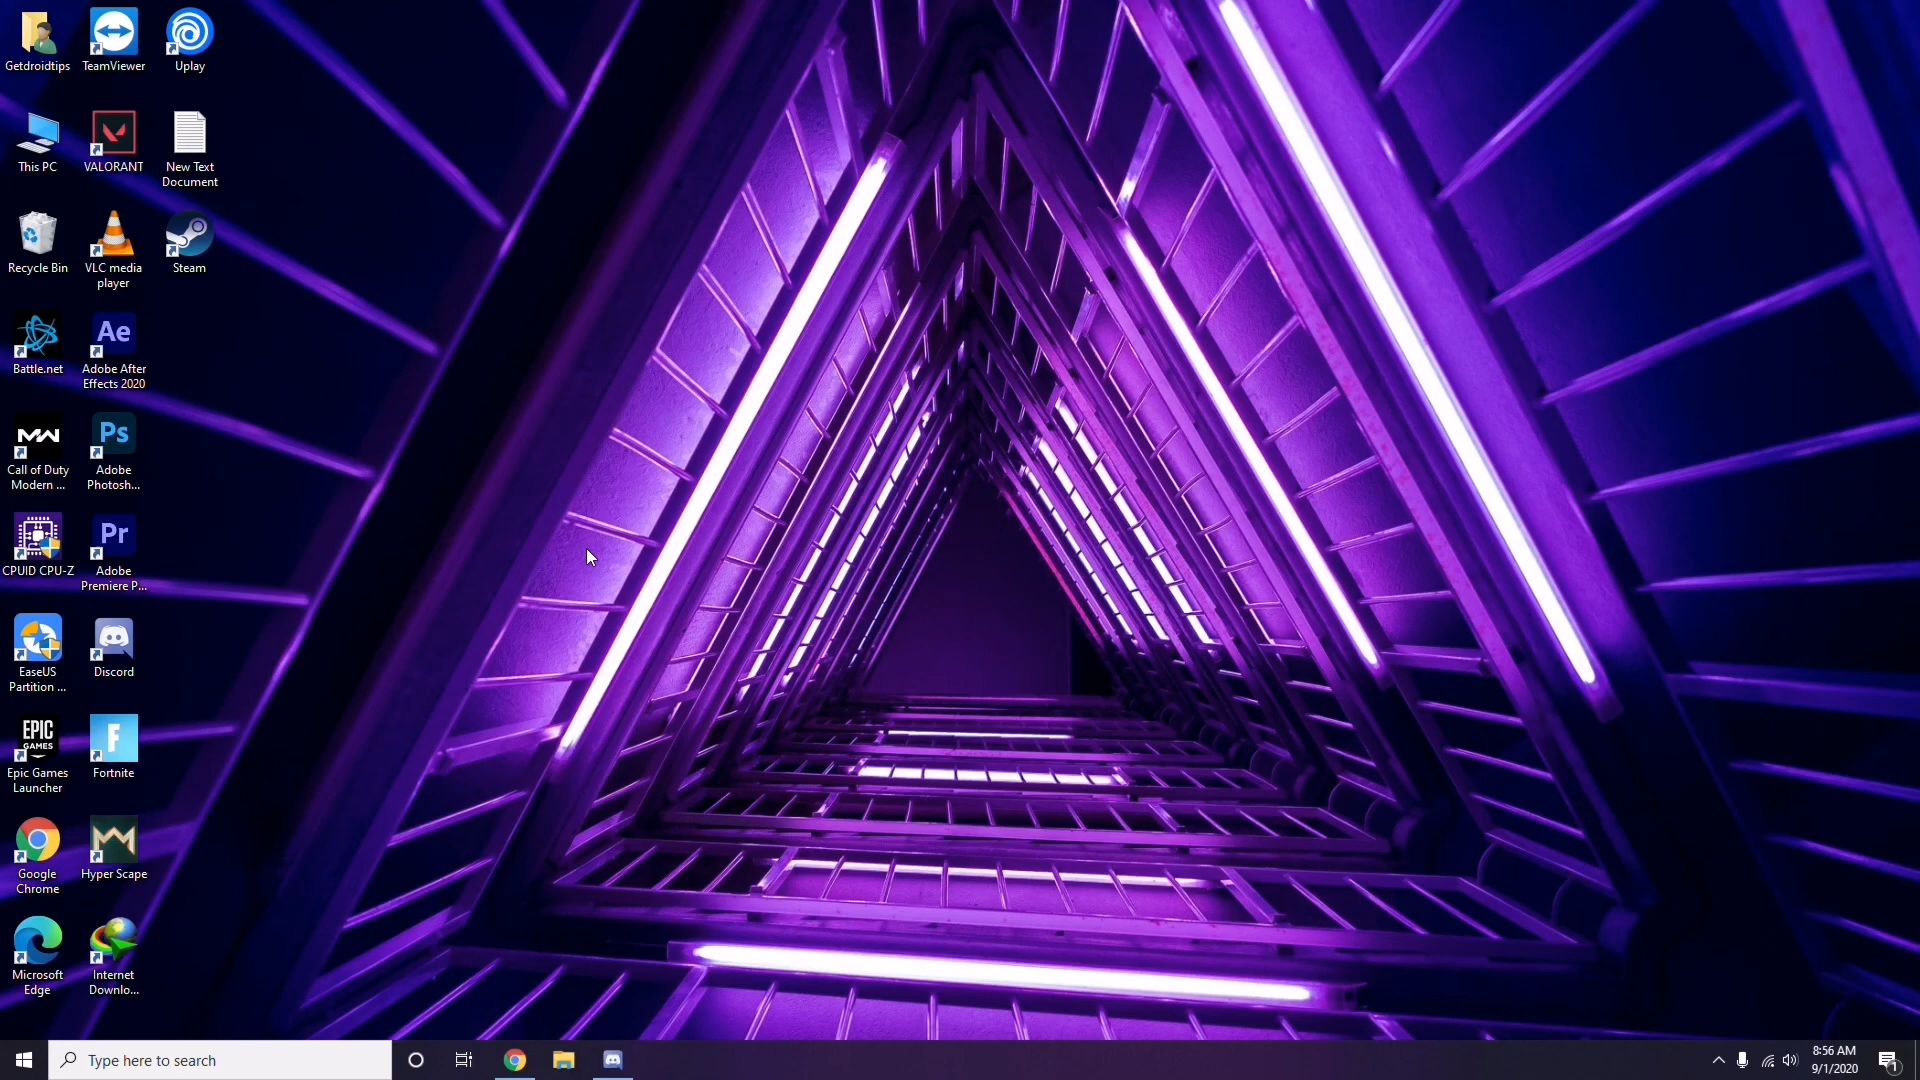 Getdroidtips
TeamViewer
Uplay
This PC
VALORANT
New Text
Document
Recycle Bin
VLC media
player
Steam
Battle.net
Ae
Adobe After
Effects 2020
MW
Call of Duty
Modern ...
Ps
Adobe
Photosh...
CPUID CPU-Z
Pr
Adobe
Premiere P...
EaseUS
Partition ...
Discord
EPIC
GAMES
Epic Games
Launcher
F
Fortnite
Google
Chrome
Hyper Scape
Microsoft
Edge
Internet
Downlo...
Type here to search
8:56 AM
9/1/2020
1